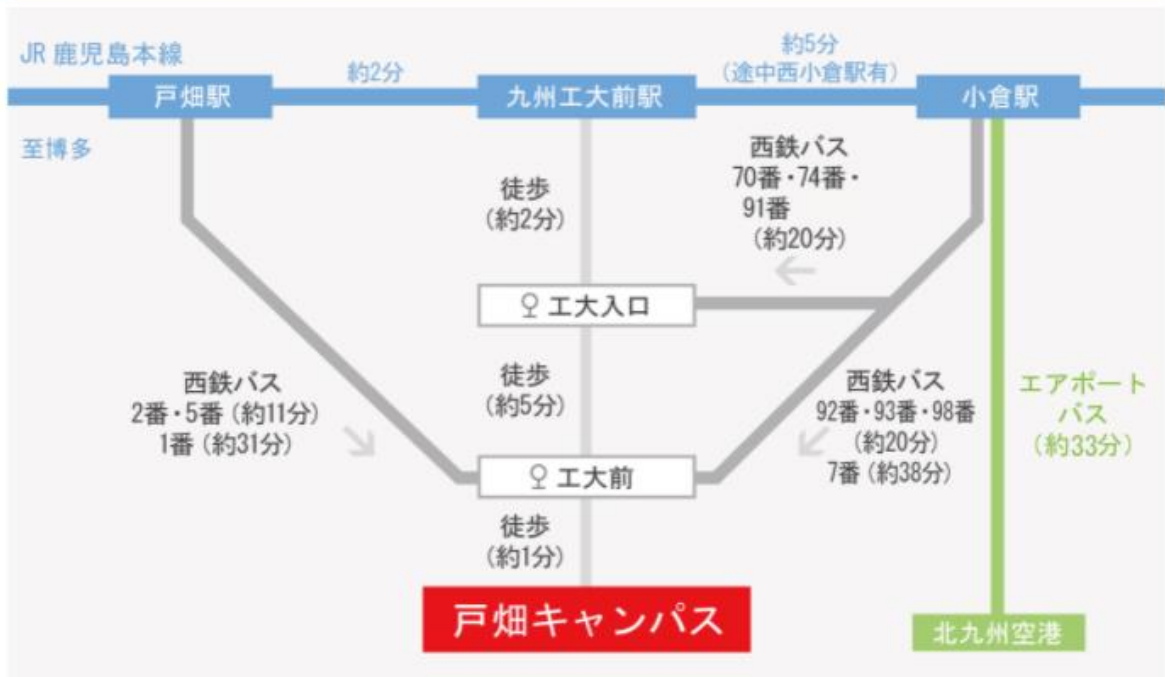 JR 鹿児島本線
約5分
約2分
(途中西小倉駅有)
戸畑駅
九州工大前駅
小倉駅
至博多
西鉄バス
70番・74番・
91番
(約20分)
徒歩
(約2分)
工大入口
西鉄バス
2番・5番 (約11分)
1番 (約31分)
徒歩
(約5分)
西鉄バス
92番・93番・98番
(約20分)
7番 (約38分)
エアポート
バス
(約33分)
工大前
徒歩
(約1分)
戸畑キャンパス
北九州空港